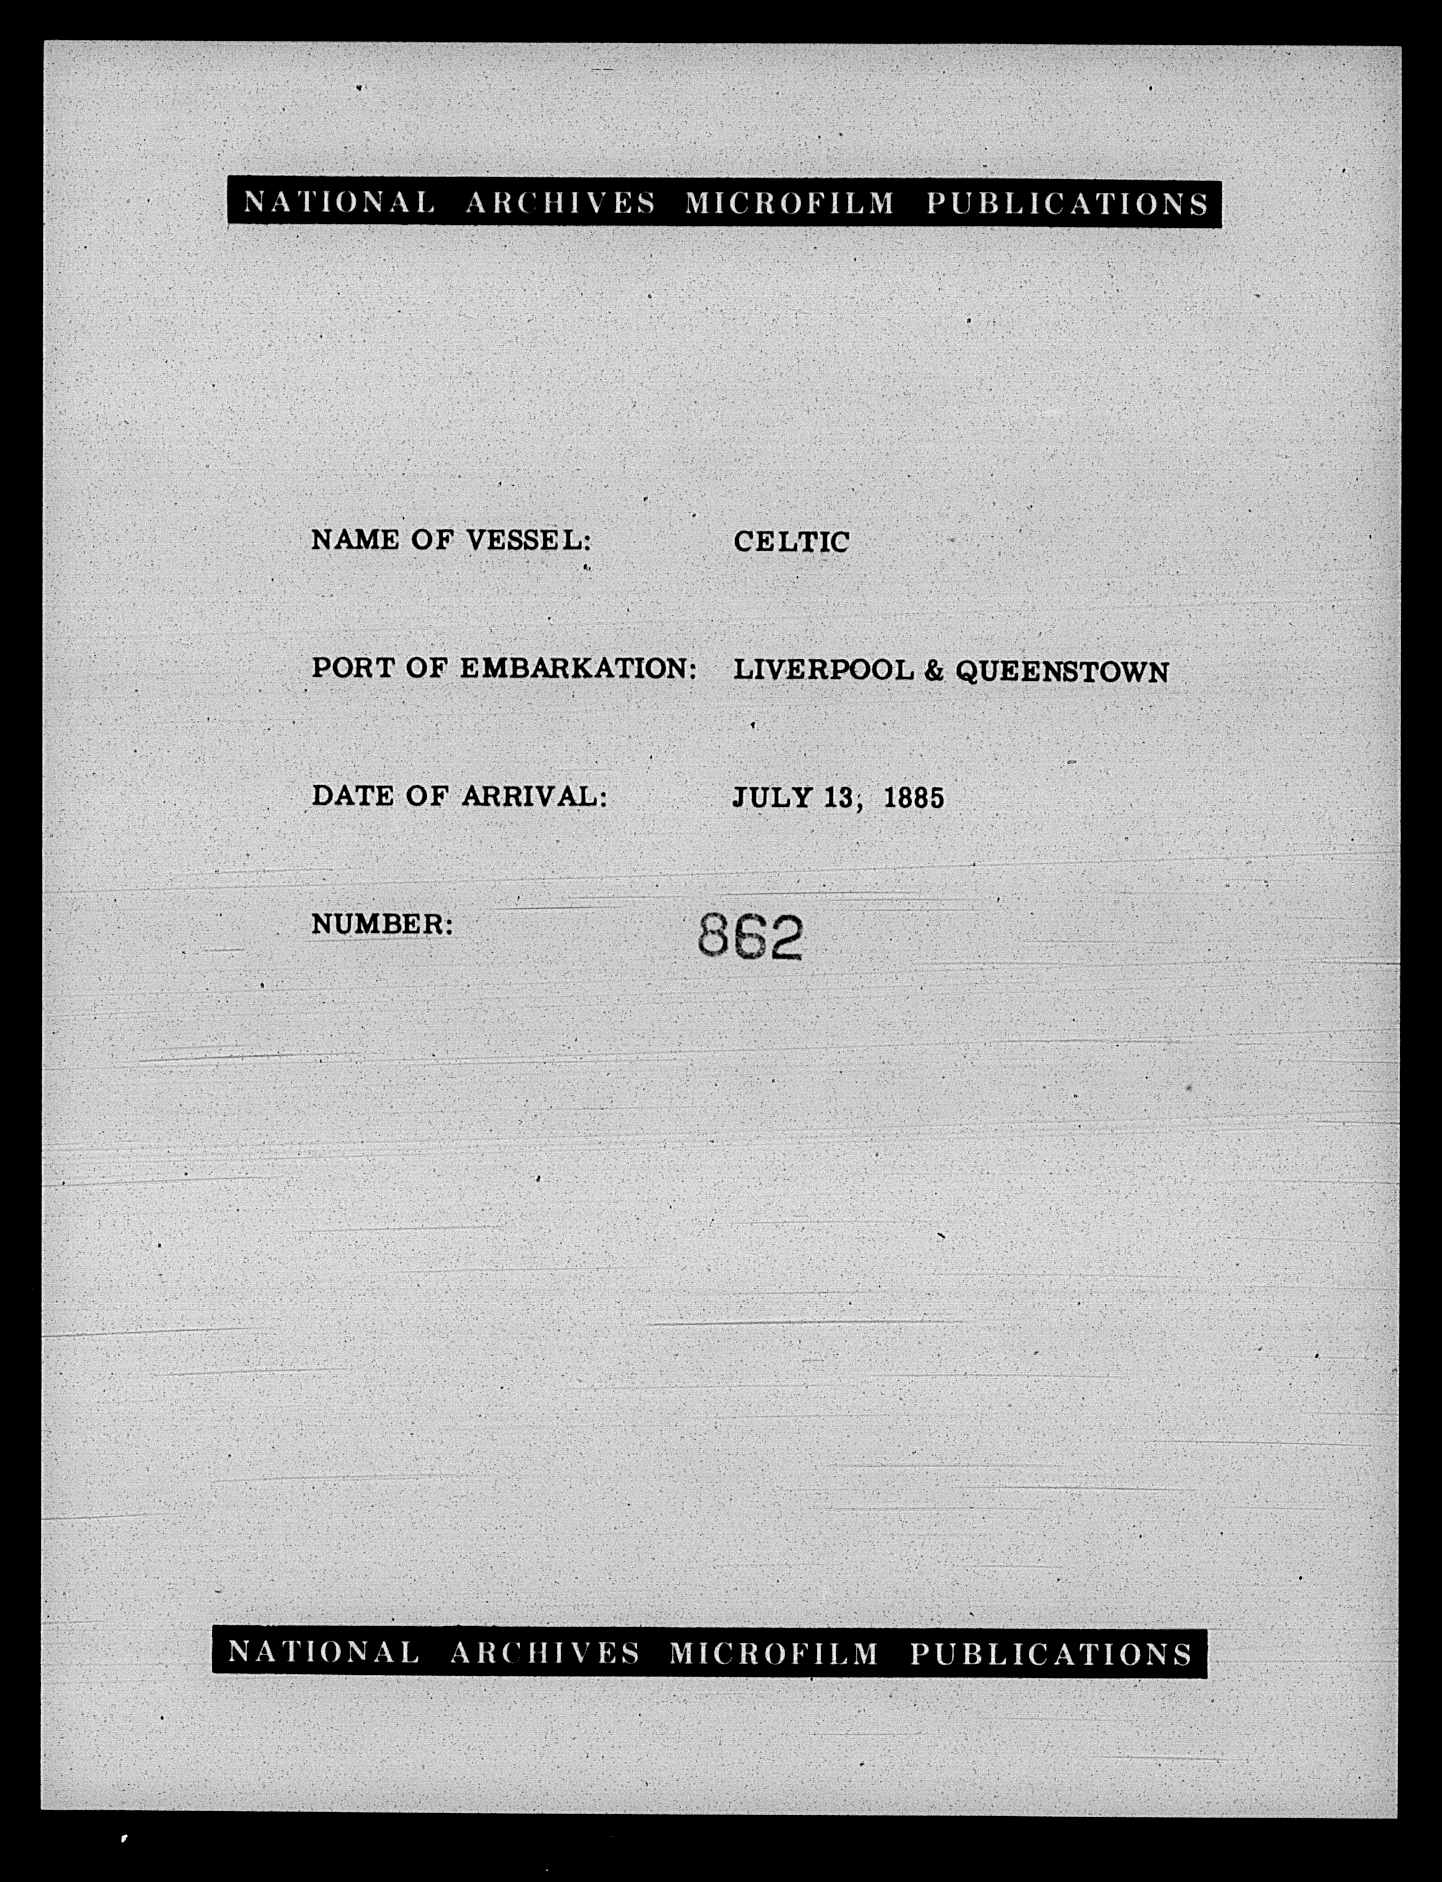 NATIONAL ARCHIVES MICROFILM PUBLICATIONS
NAME OF VESSEL: CELTIC
PORT OF EMBARKATION: LIVERPOOL & QUEENSTOWN
DATE OF ARRIVAL: JULY 13, 1885
NUMBER: 862
NATIONAL ARCHIVES MICROFILM PUBLICATIONS